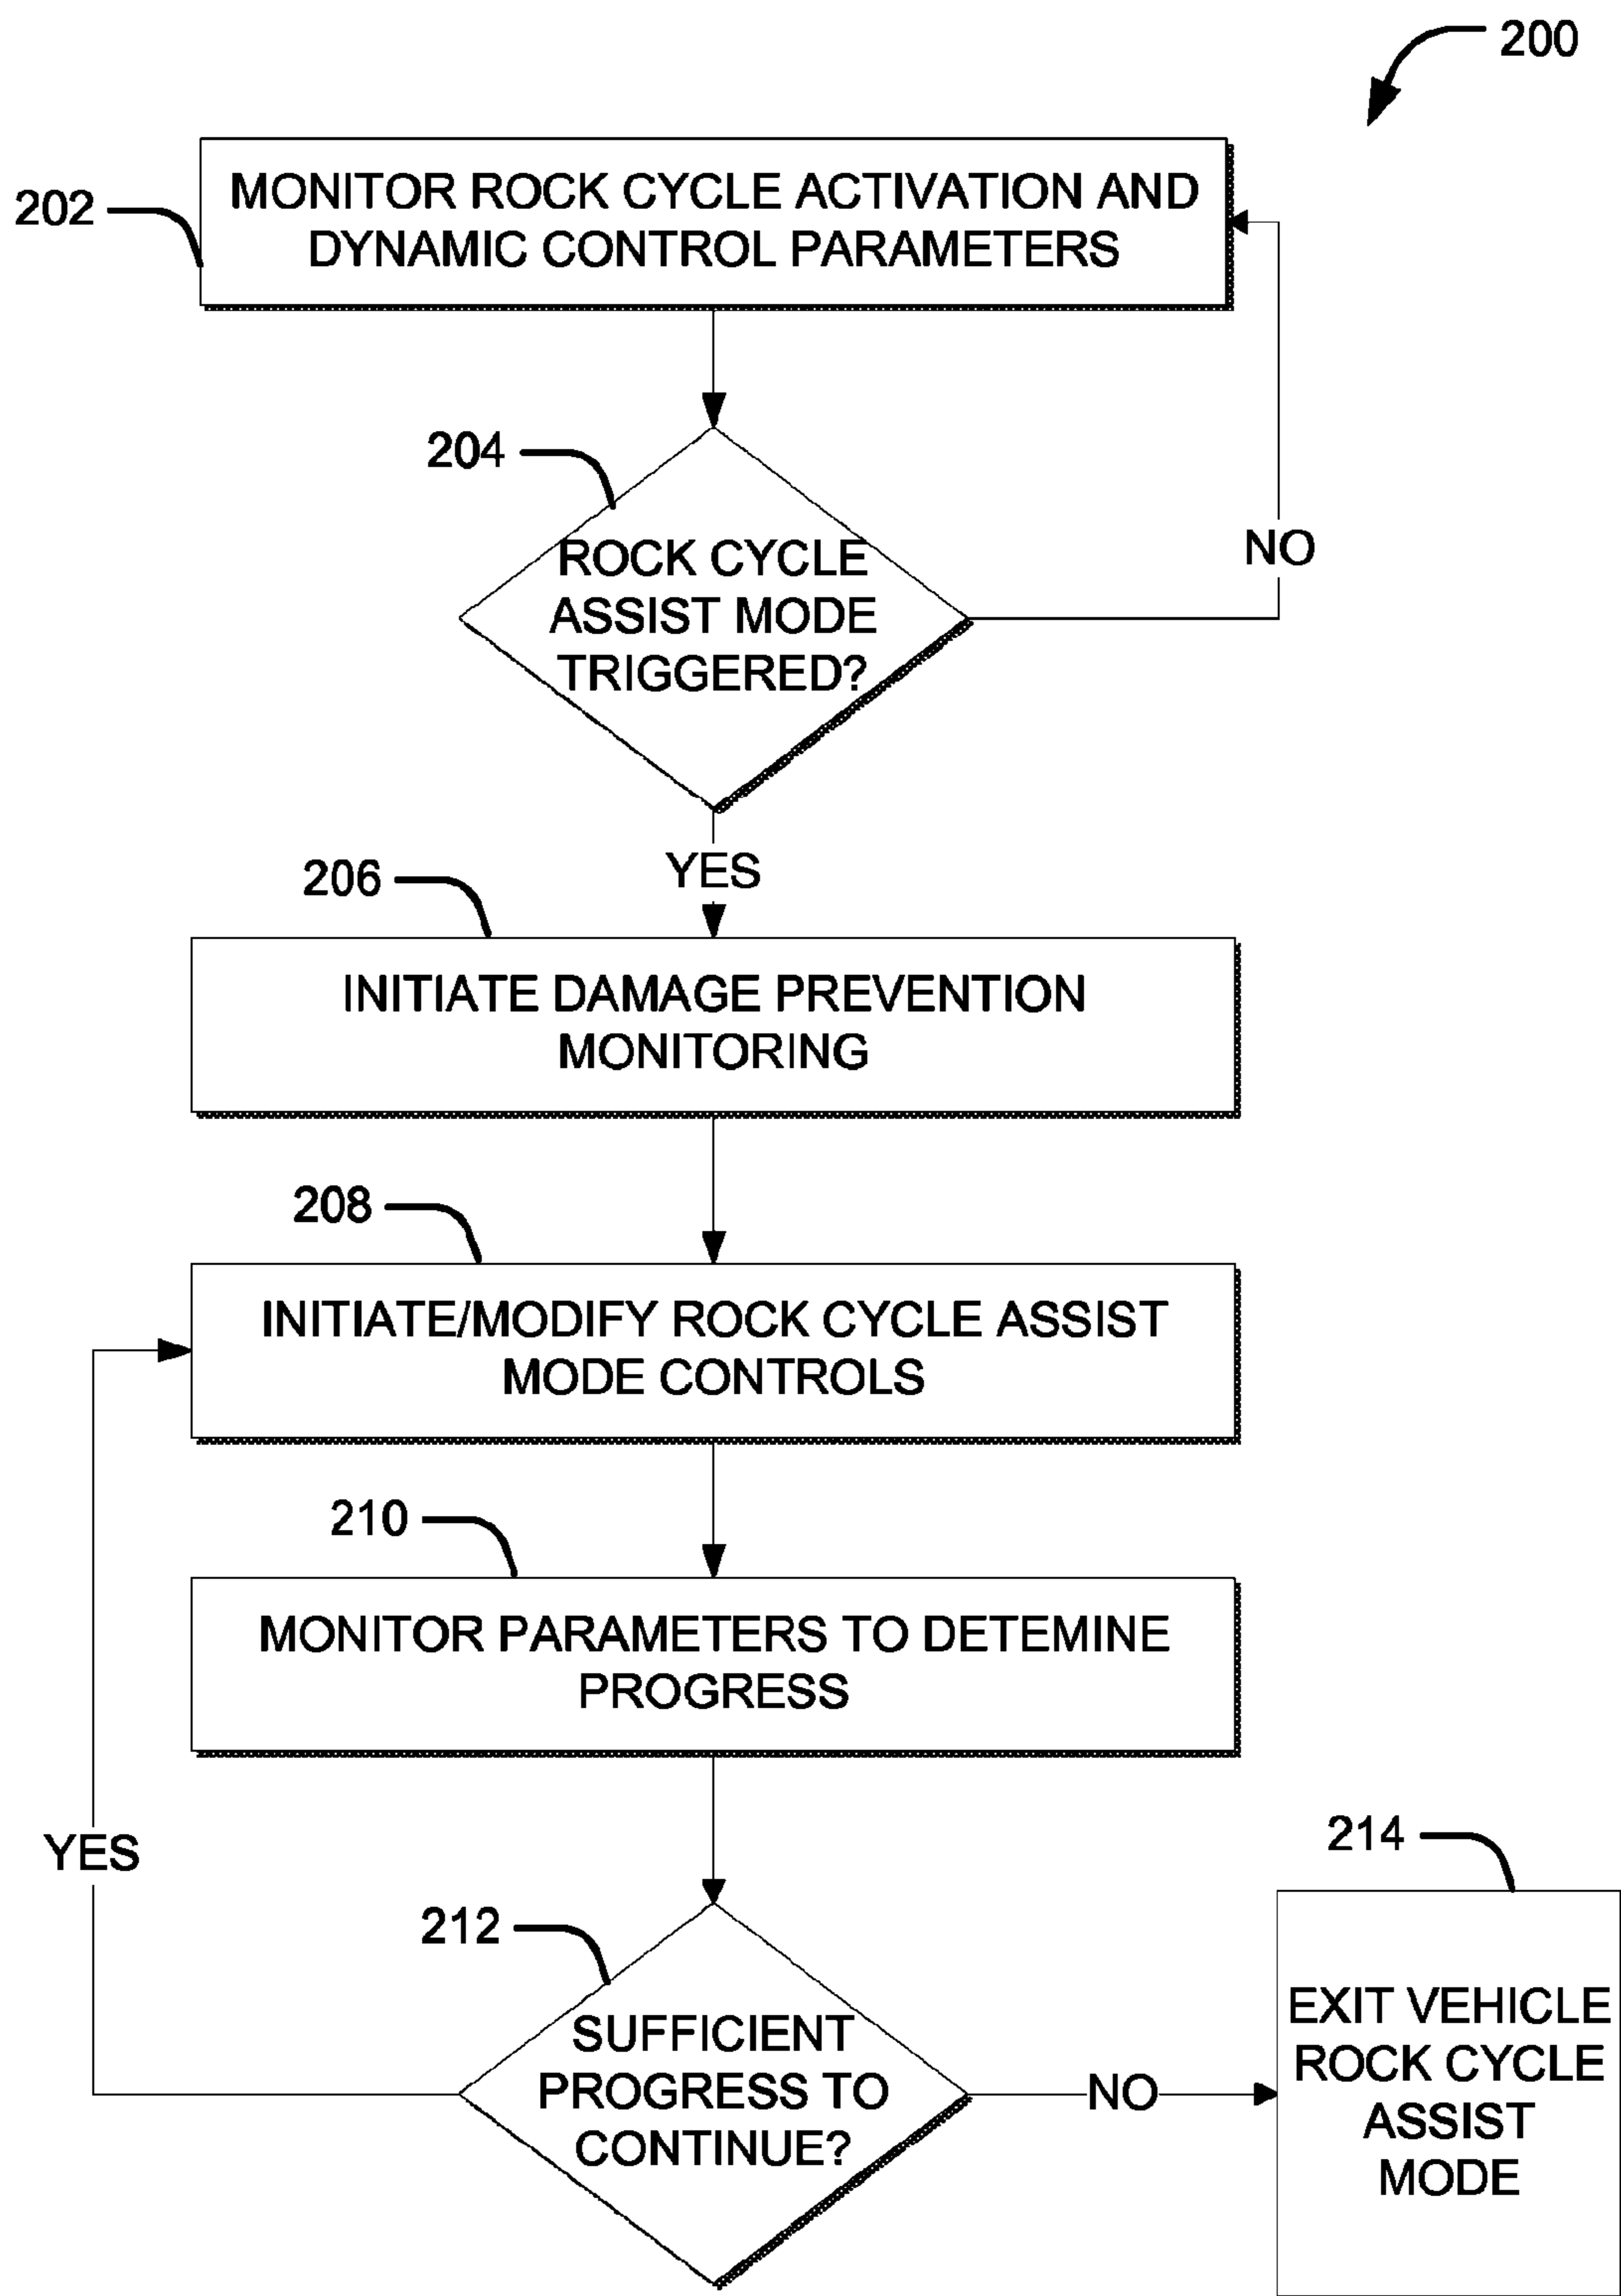 200
202
MONITOR ROCK CYCLE ACTIVATION AND
DYNAMIC CONTROL PARAMETERS
204
ROCK CYCLE
ASSIST MODE
TRIGGERED?
NO
YES
206
INITIATE DAMAGE PREVENTION
MONITORING
208
INITIATE/MODIFY ROCK CYCLE ASSIST
MODE CONTROLS
210
MONITOR PARAMETERS TO DETEMINE
PROGRESS
YES
212
SUFFICIENT
PROGRESS TO
CONTINUE?
NO
214
EXIT VEHICLE
ROCK CYCLE
ASSIST
MODE